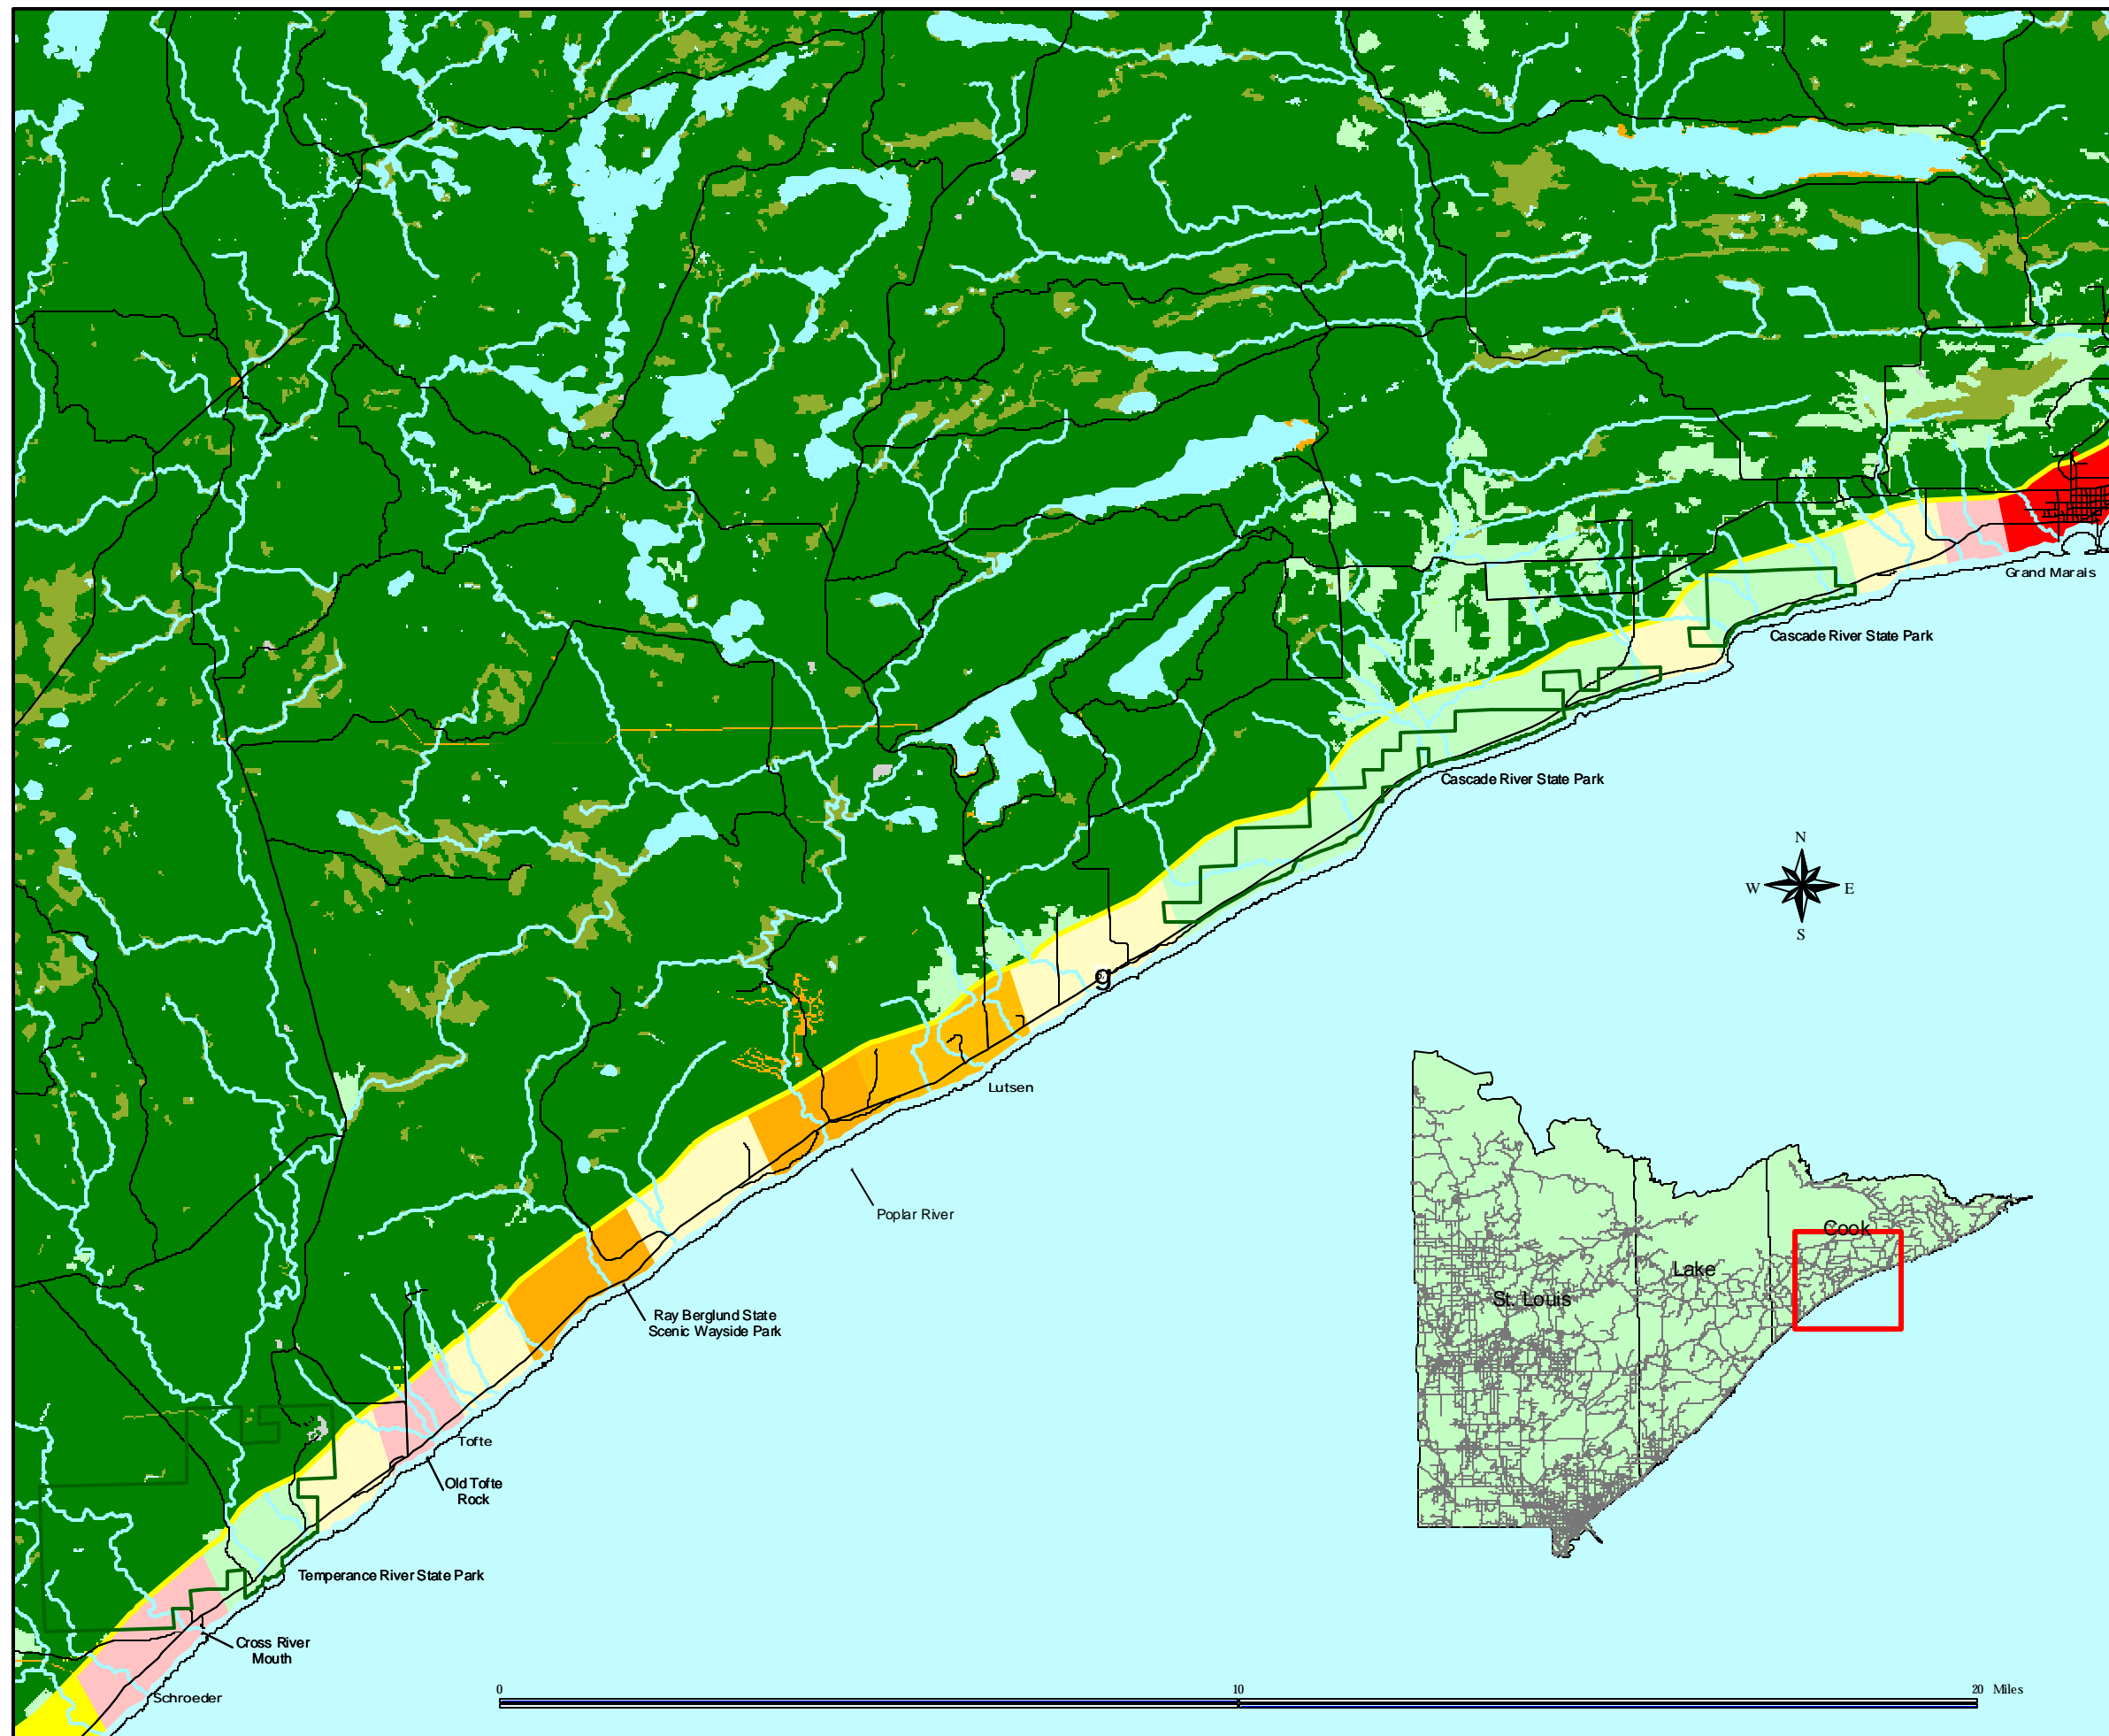 Grand Marais
Cascade River State Park
Cascade River State Park
N
W E
S
g
Lutsen
Poplar River
Cook
Lake
St. Louis
Ray Berglund State
Scenic Wayside Park
Tofte
Old Tofte
Rock
Temperance River State Park
Cross River
Mouth
Schroeder
0 10 20 Miles